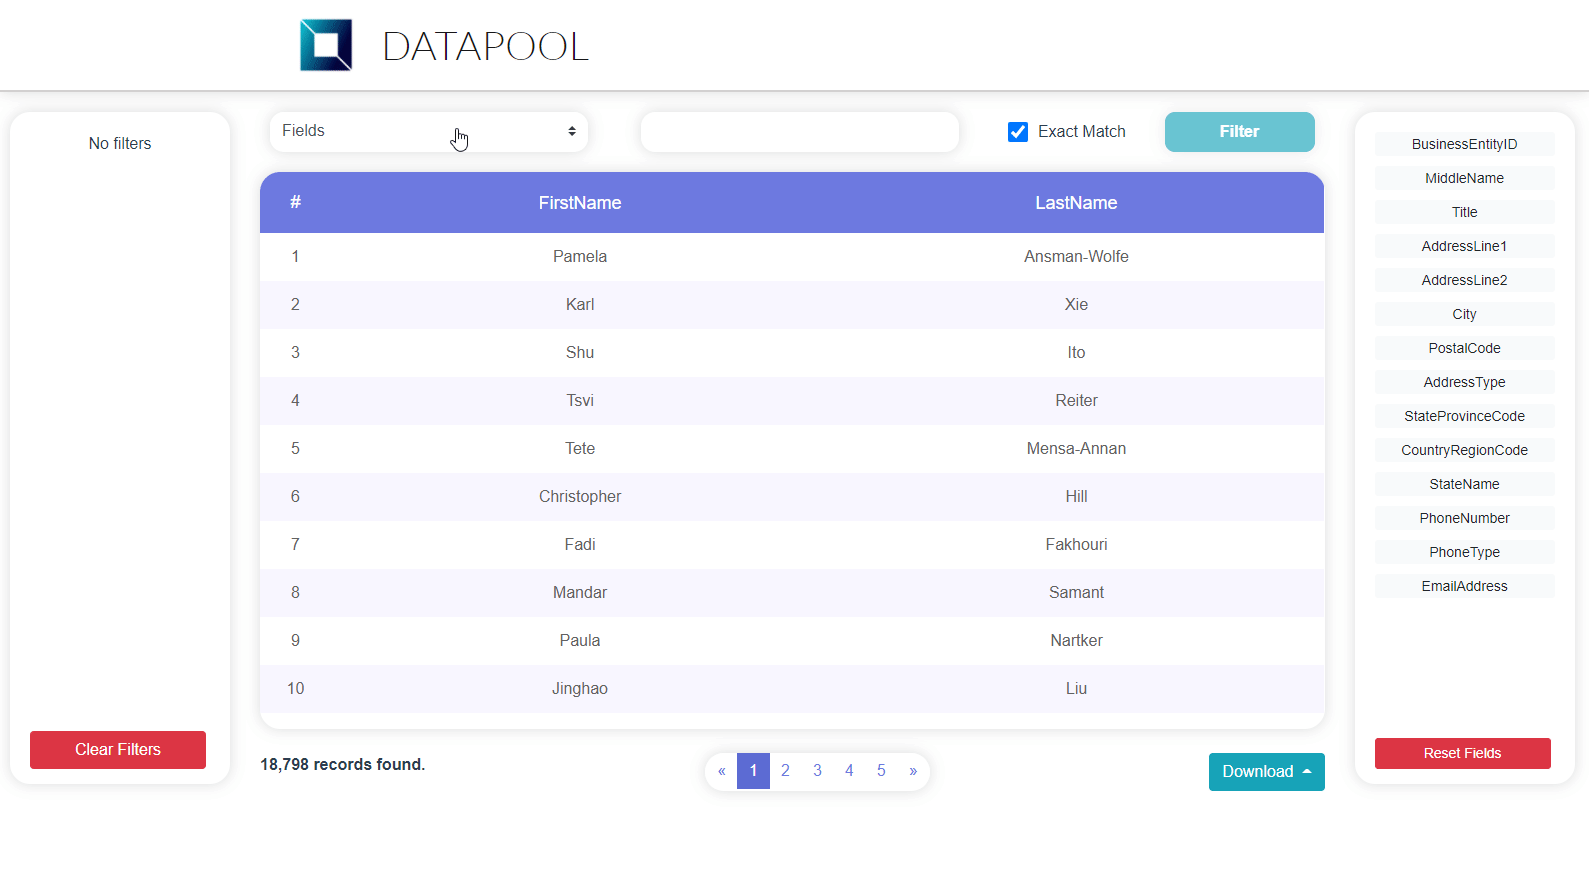 DATAPOOL
No filters
Fields
Exact Match
Filter
# FirstName LastName
1 Pamela Ansman-Wolfe
2 Karl Xie
3 Shu Ito
4 Tsvi Reiter
5 Tete Mensa-Annan
6 Christopher Hill
7 Fadi Fakhouri
8 Mandar Samant
9 Paula Nartker
10 Jinghao Liu
BusinessEntityID
MiddleName
Title
AddressLine1
AddressLine2
City
PostalCode
AddressType
StateProvinceCode
CountryRegionCode
StateName
PhoneNumber
PhoneType
EmailAddress
Clear Filters
18,798 records found.
« 1 2 3 4 5 »
Download
Reset Fields